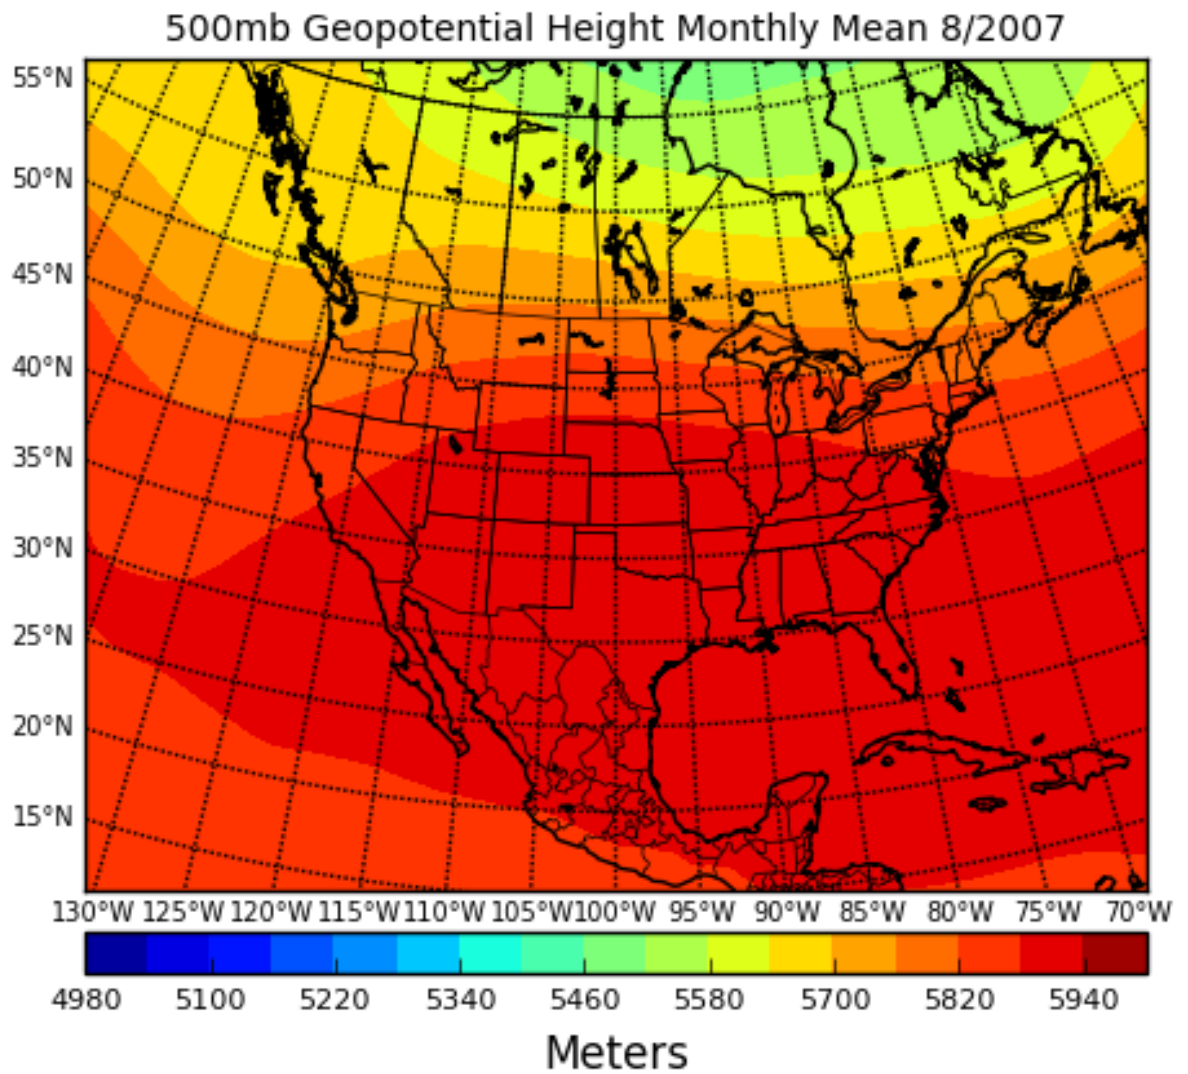 500mb Geopotential Height Monthly Mean 8/2007
55°N
50°N
45°N
40°N
35°N
30°N
25°N
20°N
15°N
130°W 125°W 120°W 115°W 110°W 105°W 100°W 95°W 90°W 85°W 80°W 75°W 70°W
4980 5100 5220 5340 5460 5580 5700 5820 5940
Meters